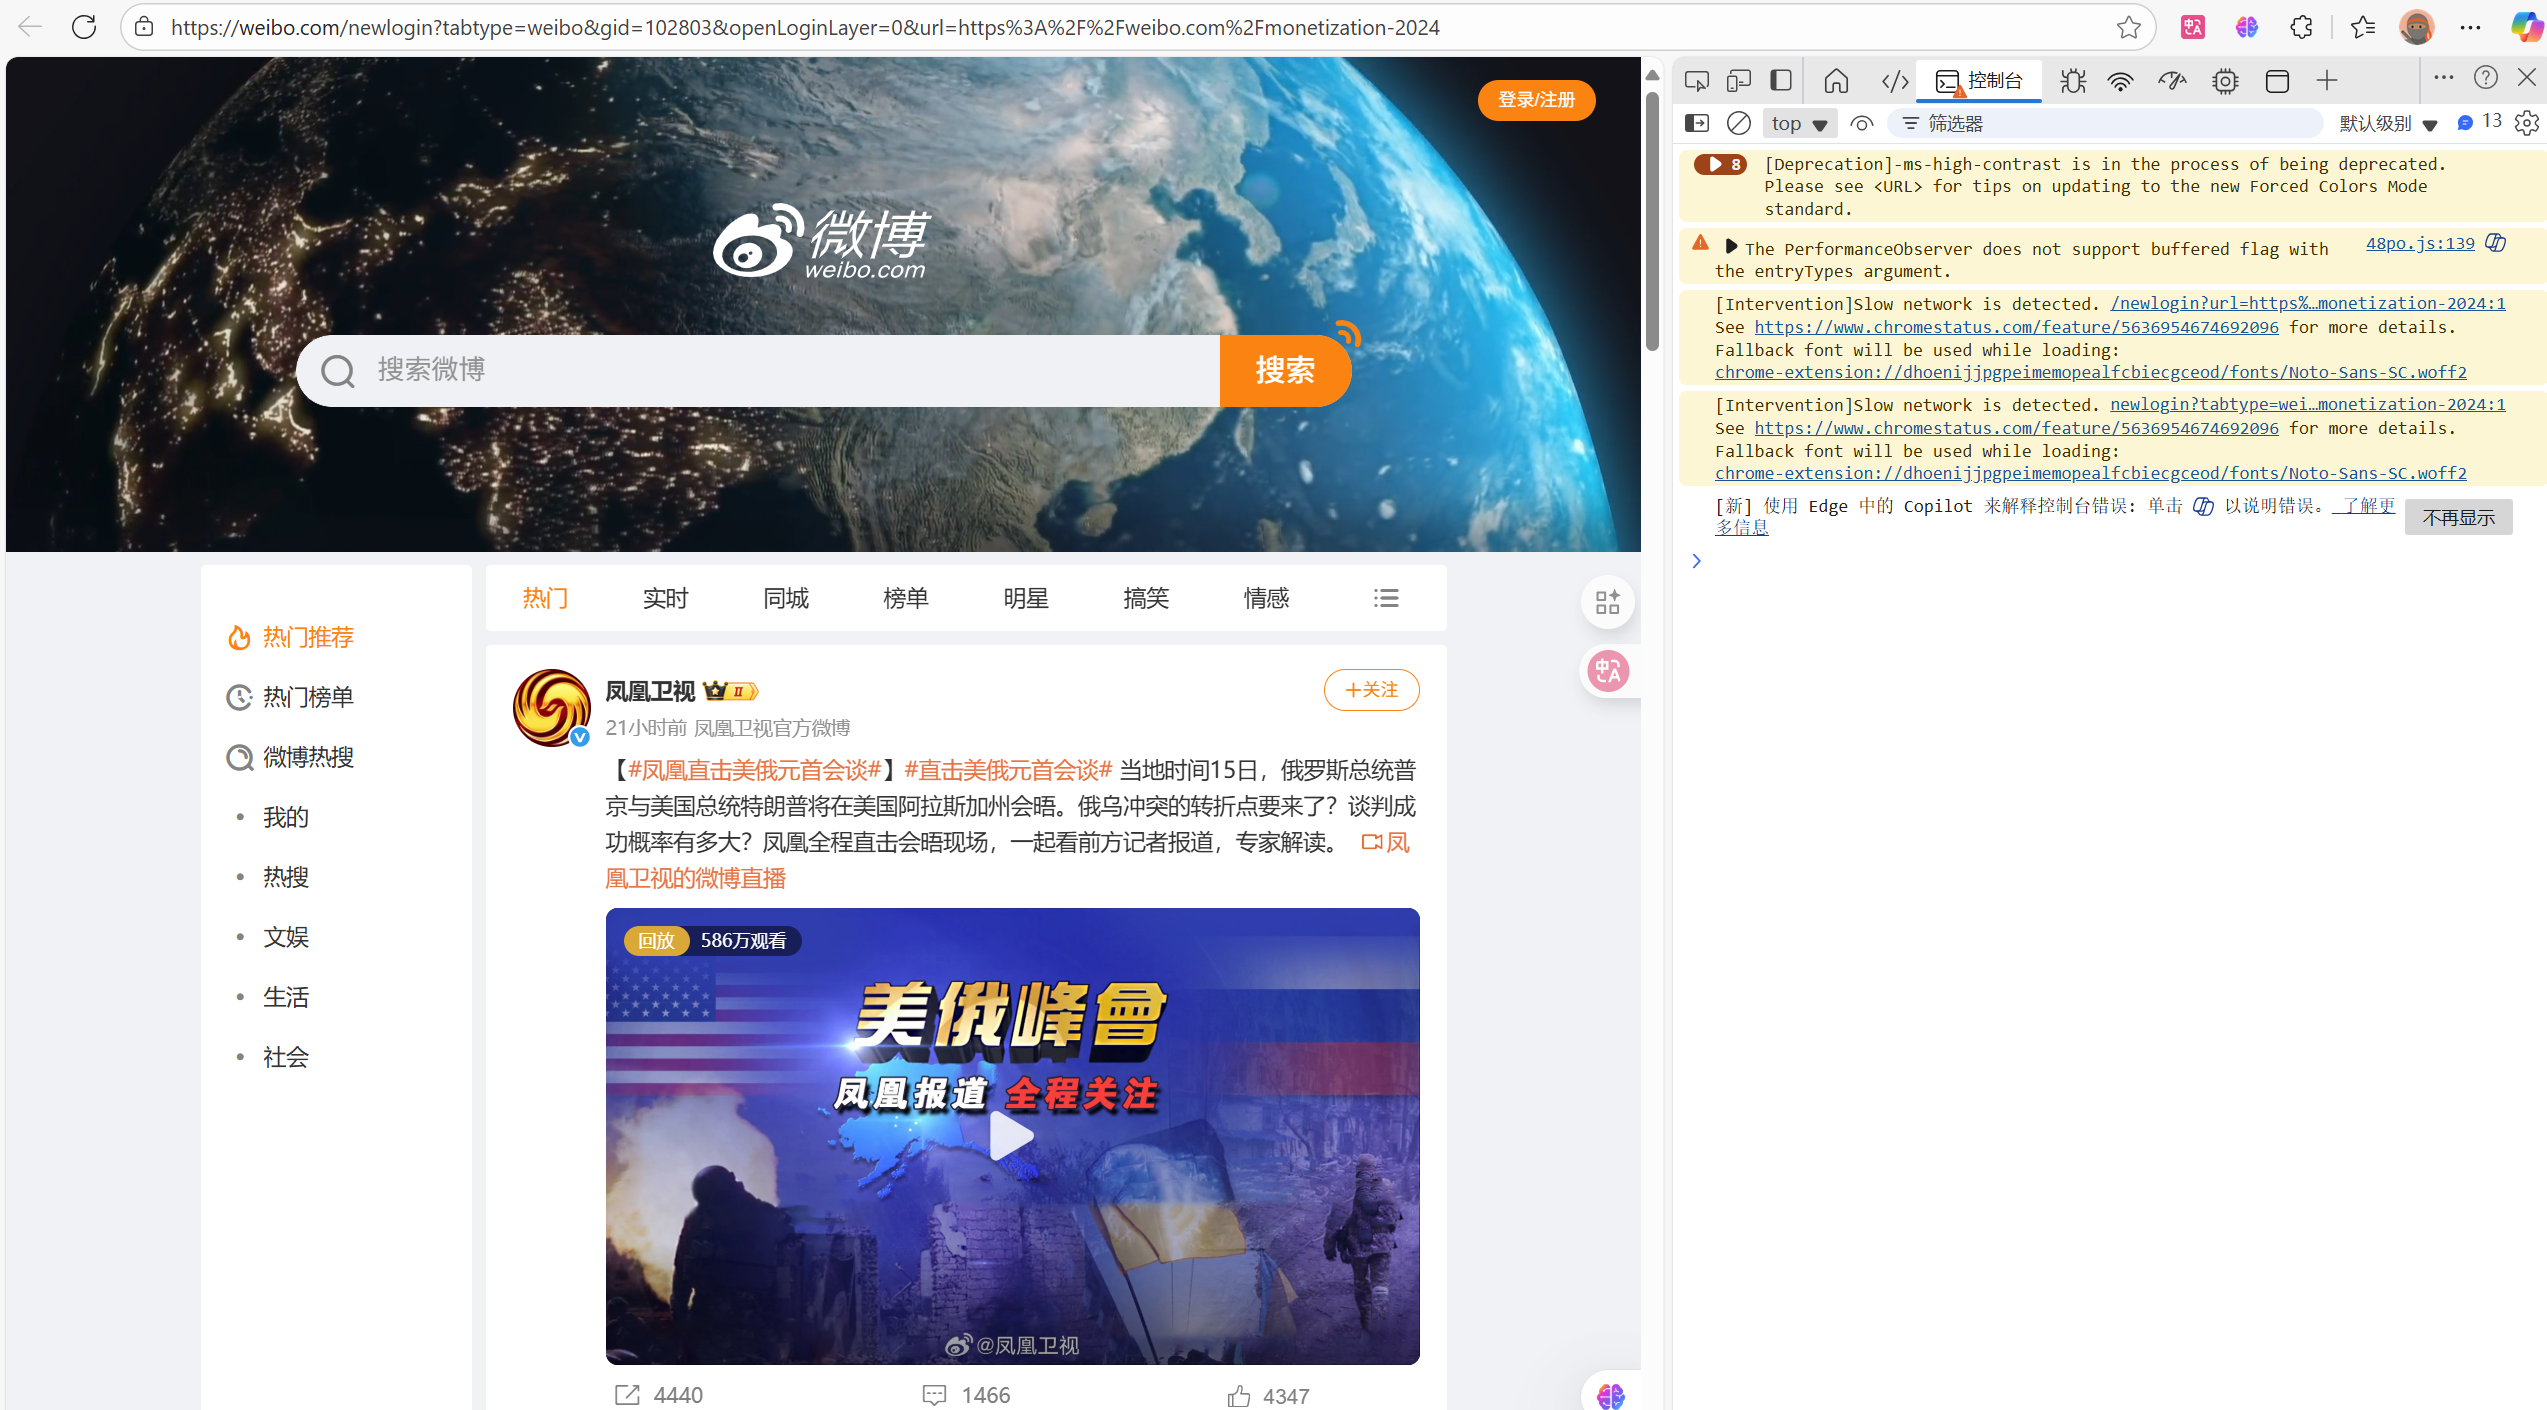 https://weibo.com/newlogin?tabtype=weibo&gid=102803&openLoginLayer=0&url=https%3A%2F%2Fweibo.com%2Fmonetization-2024
登录/注册
微博
weibo.com
搜索微博
搜索
热门推荐
热门榜单
微博热搜
我的
热搜
文娱
生活
社会
热门 实时 同城 榜单 明星 搞笑 情感
凤凰卫视 II
+关注
21小时前 凤凰卫视官方微博
【#凤凰直击美俄元首会谈#】#直击美俄元首会谈# 当地时间15日，俄罗斯总统普
京与美国总统特朗普将在美国阿拉斯加州会晤。俄乌冲突的转折点要来了？谈判成
功概率有多大？凤凰全程直击会晤现场，一起看前方记者报道，专家解读。 凤
凰卫视的微博直播
回放 586万观看
美俄峰會
凤凰报道 全程关注
@凤凰卫视
4440 1466 4347
中A
控制台
top 筛选器 默认级别 13
8 [Deprecation]-ms-high-contrast is in the process of being deprecated.
Please see <URL> for tips on updating to the new Forced Colors Mode
standard.
The PerformanceObserver does not support buffered flag with 48po.js:139
the entryTypes argument.
[Intervention]Slow network is detected. /newlogin?url=https%…monetization-2024:1
See https://www.chromestatus.com/feature/5636954674692096 for more details.
Fallback font will be used while loading:
chrome-extension://dhoenijjpgpeimemopealfcbiecgceod/fonts/Noto-Sans-SC.woff2
[Intervention]Slow network is detected. newlogin?tabtype=wei…monetization-2024:1
See https://www.chromestatus.com/feature/5636954674692096 for more details.
Fallback font will be used while loading:
chrome-extension://dhoenijjpgpeimemopealfcbiecgceod/fonts/Noto-Sans-SC.woff2
[新] 使用 Edge 中的 Copilot 来解释控制台错误: 单击 以说明错误。 了解更
多信息
不再显示